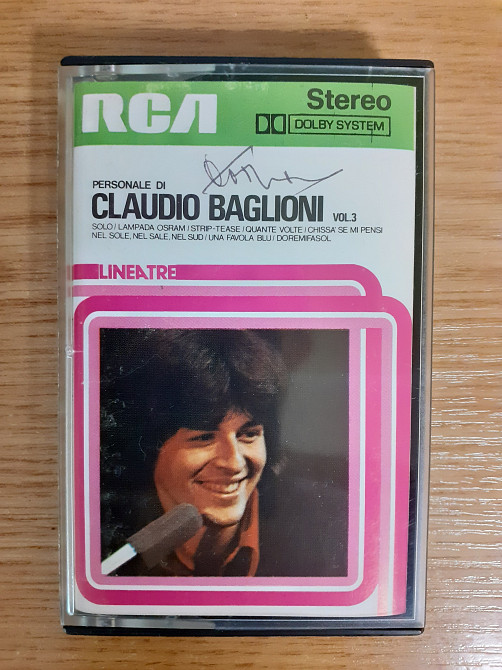 RCA Stereo
DOLBY SYSTEM
PERSONALE DI
CLAUDIO BAGLIONI VOL.3
SOLO / LAMPADA OSRAM / STRIP-TEASE / QUANTE VOLTE / CHISSA' SE MI PENSI
NEL SOLE, NEL SALE, NEL SUD / UNA FAVOLA BLU / DOREMIFASOL
LINEATRE